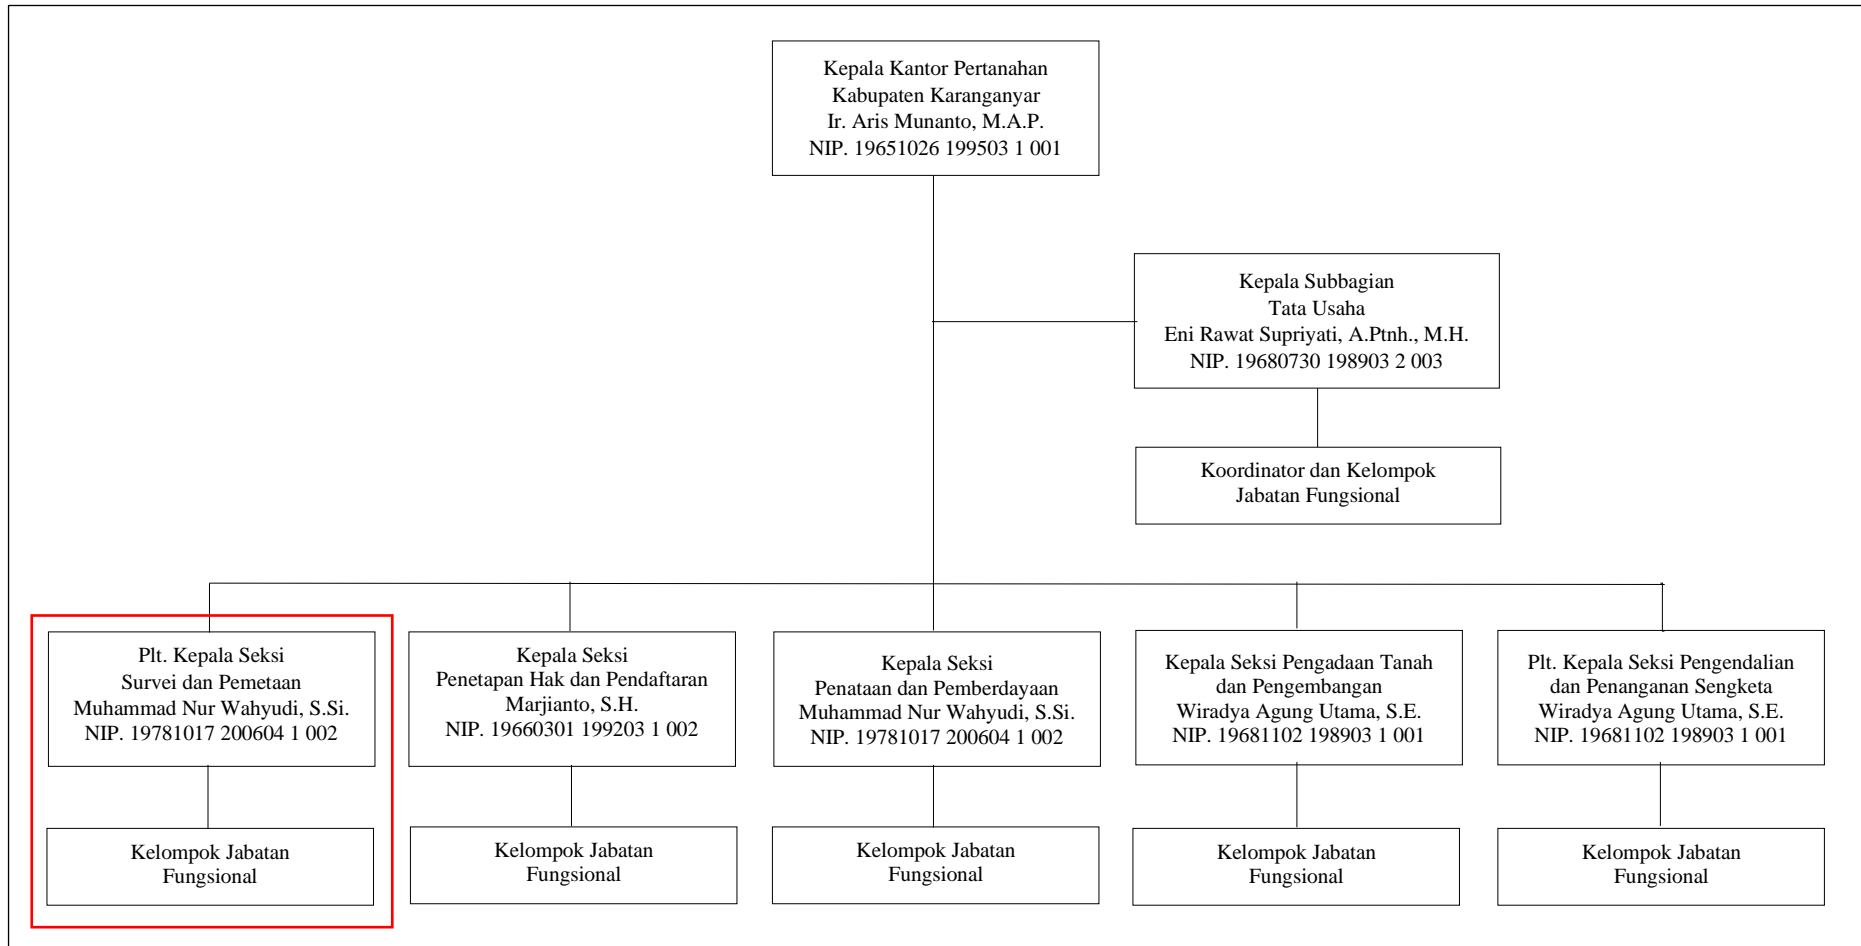 Kepala Kantor Pertanahan
Kabupaten Karanganyar
Ir. Aris Munanto, M.A.P.
NIP. 19651026 199503 1 001
Kepala Subbagian
Tata Usaha
Eni Rawat Supriyati, A.Ptnh., M.H.
NIP. 19680730 198903 2 003
Koordinator dan Kelompok
Jabatan Fungsional
Plt. Kepala Seksi
Survei dan Pemetaan
Muhammad Nur Wahyudi, S.Si.
NIP. 19781017 200604 1 002
Kepala Seksi
Penetapan Hak dan Pendaftaran
Marjianto, S.H.
NIP. 19660301 199203 1 002
Kepala Seksi
Penataan dan Pemberdayaan
Muhammad Nur Wahyudi, S.Si.
NIP. 19781017 200604 1 002
Kepala Seksi Pengadaan Tanah
dan Pengembangan
Wiradya Agung Utama, S.E.
NIP. 19681102 198903 1 001
Plt. Kepala Seksi Pengendalian
dan Penanganan Sengketa
Wiradya Agung Utama, S.E.
NIP. 19681102 198903 1 001
Kelompok Jabatan
Fungsional
Kelompok Jabatan
Fungsional
Kelompok Jabatan
Fungsional
Kelompok Jabatan
Fungsional
Kelompok Jabatan
Fungsional